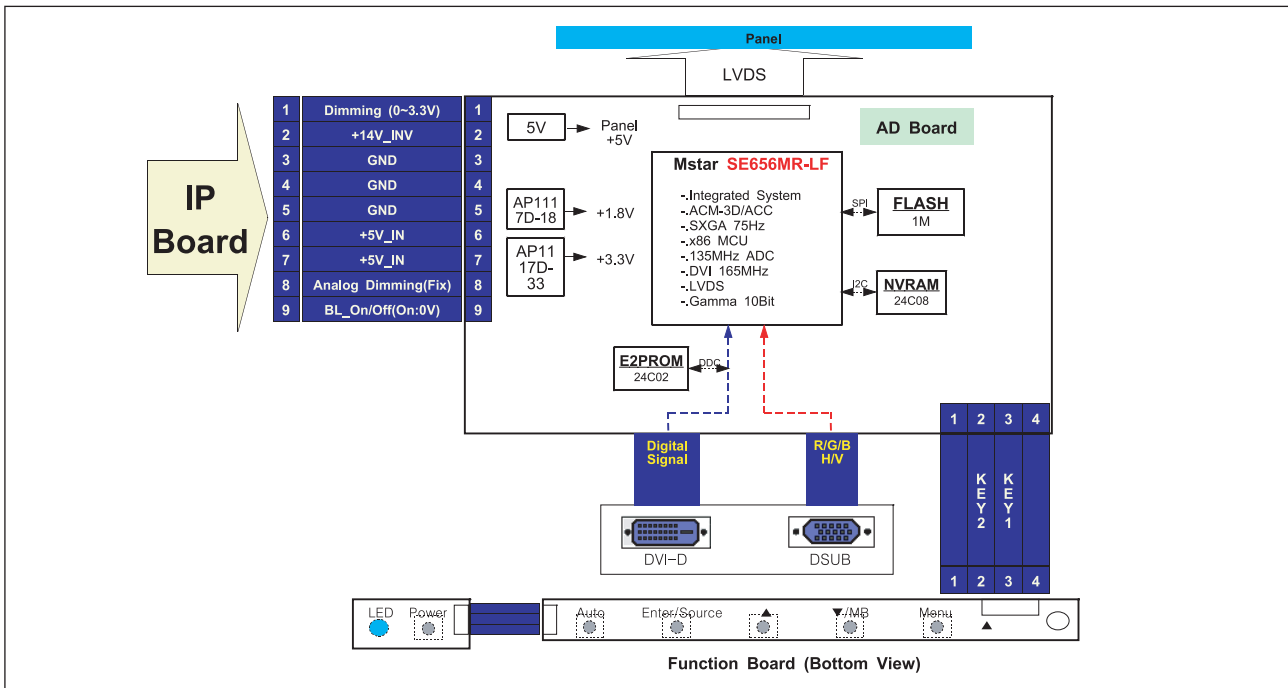 Panel
LVDS
AD Board
IP
Board
1 Dimming (0~3.3V) 1
2 +14V_INV 2
3 GND 3
4 GND 4
5 GND 5
6 +5V_IN 6
7 +5V_IN 7
8 Analog Dimming(Fix) 8
9 BL_On/Off(On:0V) 9
5V
Panel
+5V
AP111
7D-18
+1.8V
AP11
17D-
33
+3.3V
Mstar SE656MR-LF
-.Integrated System
-.ACM-3D/ACC
-.SXGA 75Hz
-.x86 MCU
-.135MHz ADC
-.DVI 165MHz
-.LVDS
-.Gamma 10Bit
SPI
FLASH
1M
I2C
NVRAM
24C08
E2PROM
24C02
DDC
Digital
Signal
R/G/B
H/V
DVI-D
DSUB
1 2 3 4
KEY2
KEY1
1 2 3 4
LED Power
Auto Enter/Source ▲ ▼/MB Menu
▲
Function Board (Bottom View)